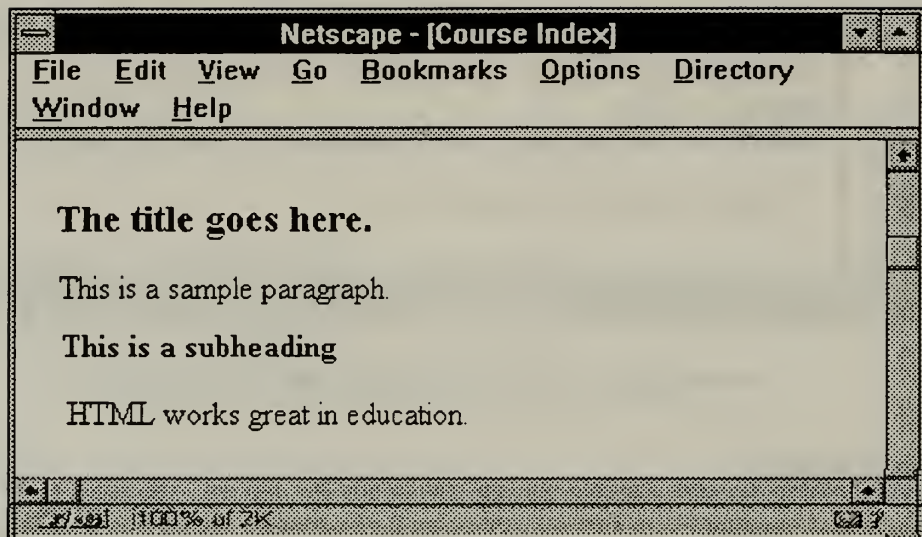 Netscape - [Course Index]
File Edit View Go Bookmarks Options Directory
Window Help
The title goes here.
This is a sample paragraph.
This is a subheading
HTML works great in education.
100% of 2K